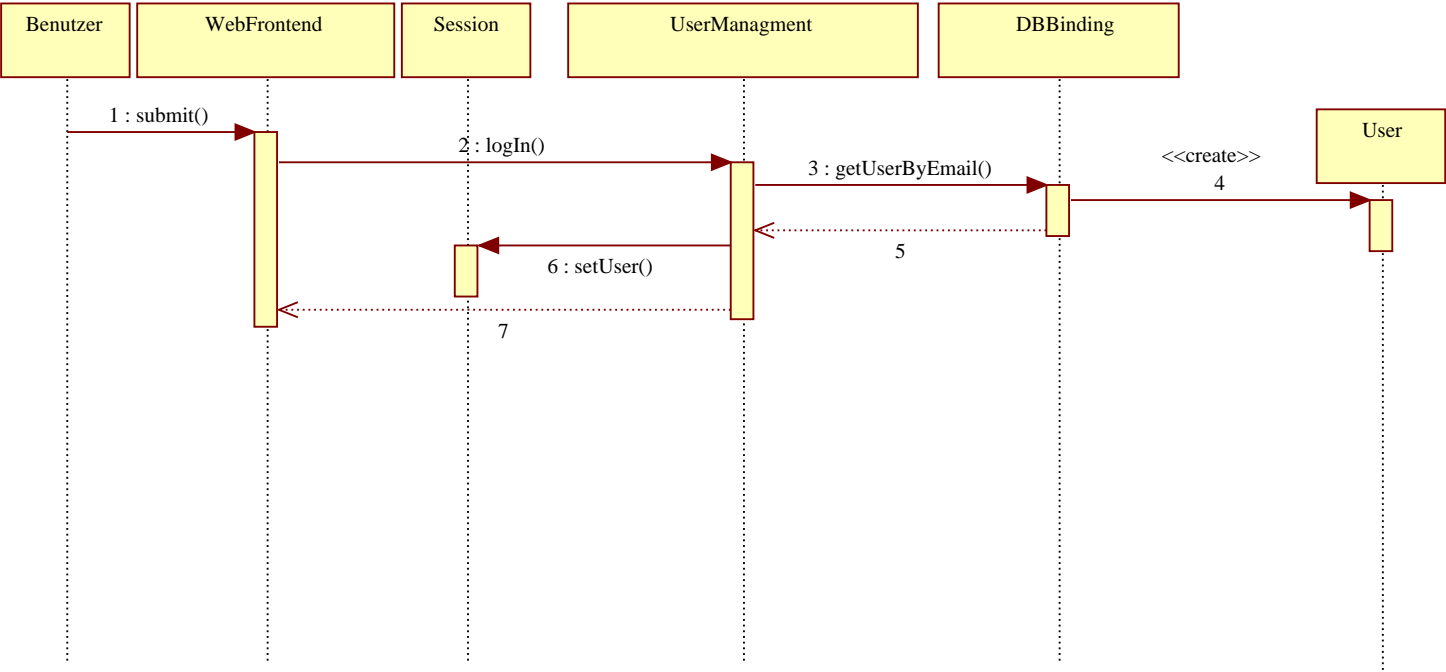 Benutzer
WebFrontend
Session
UserManagment
DBBinding
User
1 : submit()
2 : logIn()
3 : getUserByEmail()
<<create>>
4
5
6 : setUser()
7